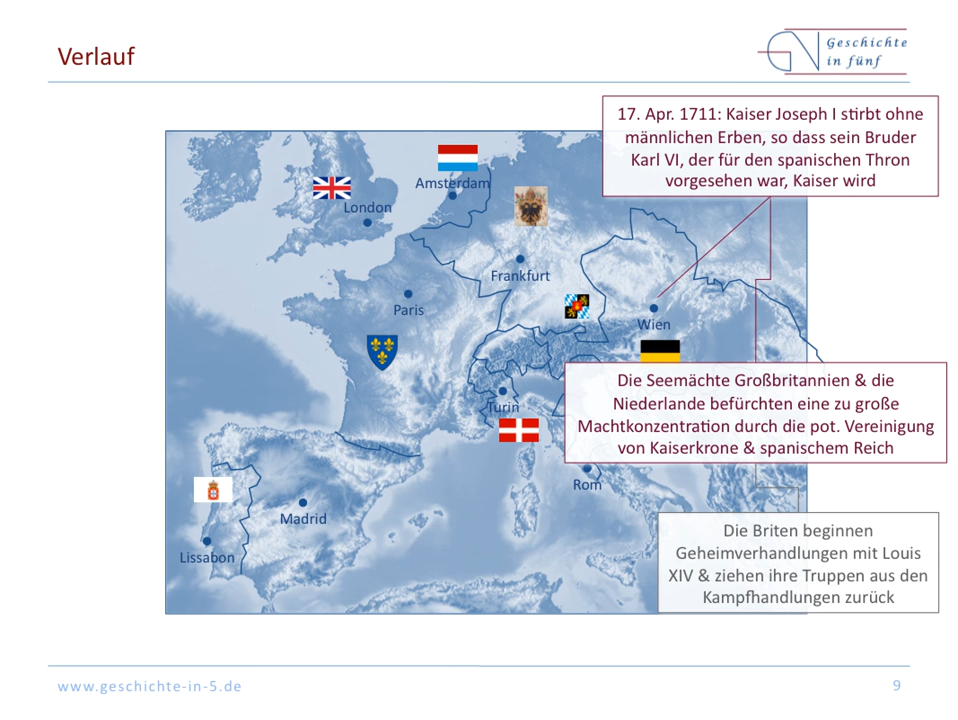 Verlauf
Geschichte
in fünf
17. Apr. 1711: Kaiser Joseph I stirbt ohne
männlichen Erben, so dass sein Bruder
Karl VI, der für den spanischen Thron
vorgesehen war, Kaiser wird
Amsterdam
London
Frankfurt
Paris
Wien
Die Seemächte Großbritannien & die
Niederlande befürchten eine zu große
Machtkonzentration durch die pot. Vereinigung
von Kaiserkrone & spanischem Reich
Turin
Rom
Madrid
Lissabon
Die Briten beginnen
Geheimverhandlungen mit Louis
XIV & ziehen ihre Truppen aus den
Kampfhandlungen zurück
www.geschichte-in-5.de
9